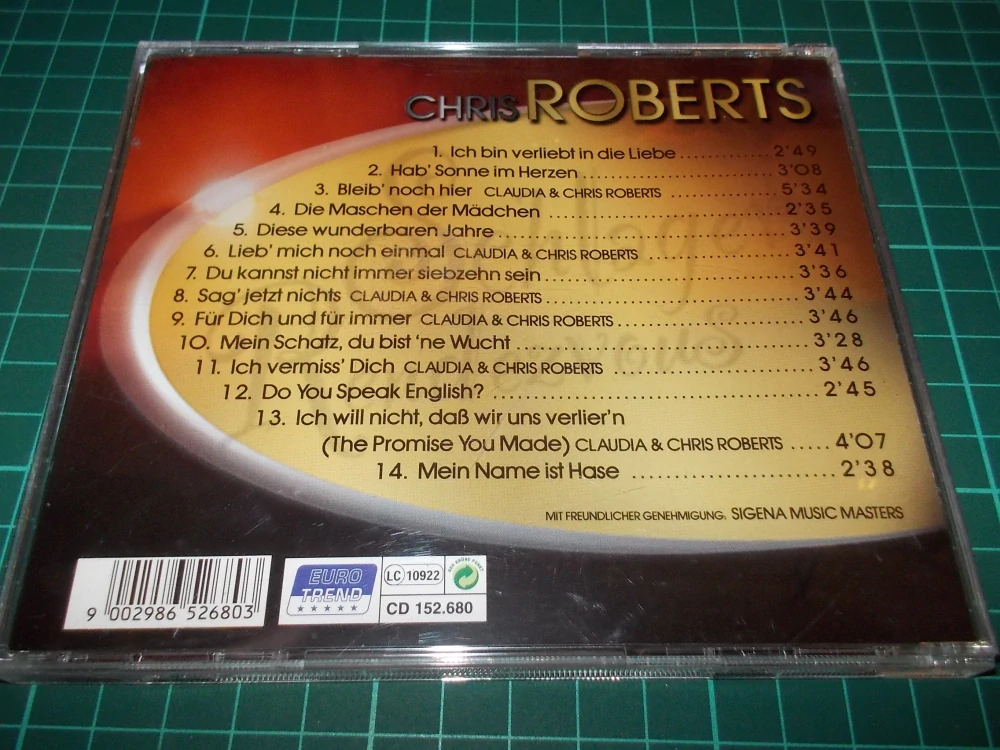 CHRIS ROBERTS
1. Ich bin verliebt in die Liebe ............ 2'49
2. Hab' Sonne im Herzen ............................ 3'08
3. Bleib' noch hier CLAUDIA & CHRIS ROBERTS ................ 5'34
4. Die Maschen der Mädchen ................................ 2'35
5. Diese wunderbaren Jahre ........................................ 3'39
6. Lieb' mich noch einmal CLAUDIA & CHRIS ROBERTS .................. 3'41
7. Du kannst nicht immer siebzehn sein ................................ 3'36
8. Sag' jetzt nichts CLAUDIA & CHRIS ROBERTS ................................ 3'44
9. Für Dich und für immer CLAUDIA & CHRIS ROBERTS ...................... 3'46
10. Mein Schatz, du bist 'ne Wucht .................................... 3'28
11. Ich vermiss' Dich CLAUDIA & CHRIS ROBERTS ........................ 3'46
12. Do You Speak English? ........................................ 2'45
13. Ich will nicht, daß wir uns verlier'n
(The Promise You Made) CLAUDIA & CHRIS ROBERTS ..... 4'07
14. Mein Name ist Hase ......................... 2'38
MIT FREUNDLICHER GENEHMIGUNG: SIGENA MUSIC MASTERS
9 002986 526803
EURO
TREND
LC 10922
DER GRÜNE PUNKT
CD 152.680